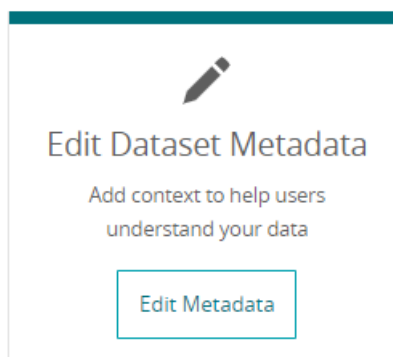 Edit Dataset Metadata
Add context to help users
understand your data
Edit Metadata